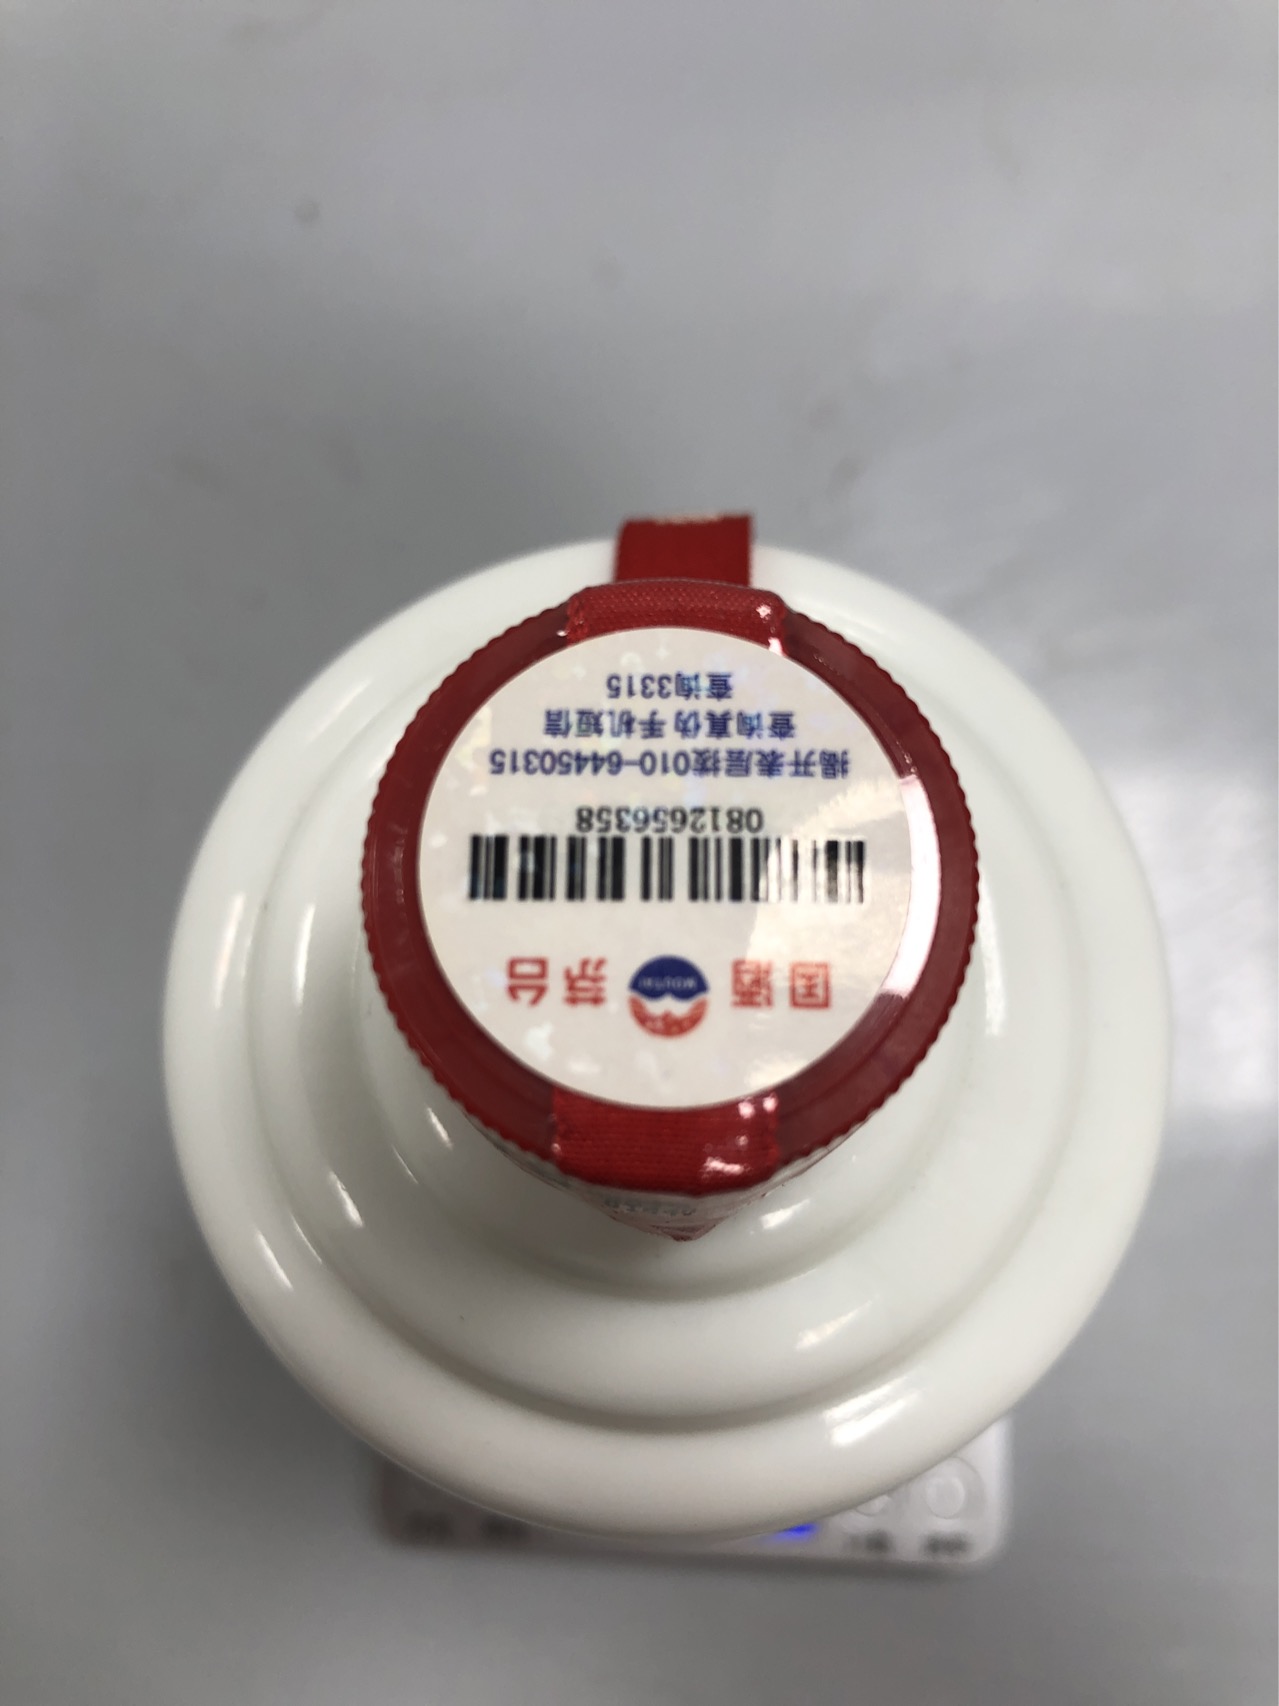 国酒 MOUTAI 茅台
0812656358
揭开表层拨010-64450315
查询真伪 手机短信
查询3315